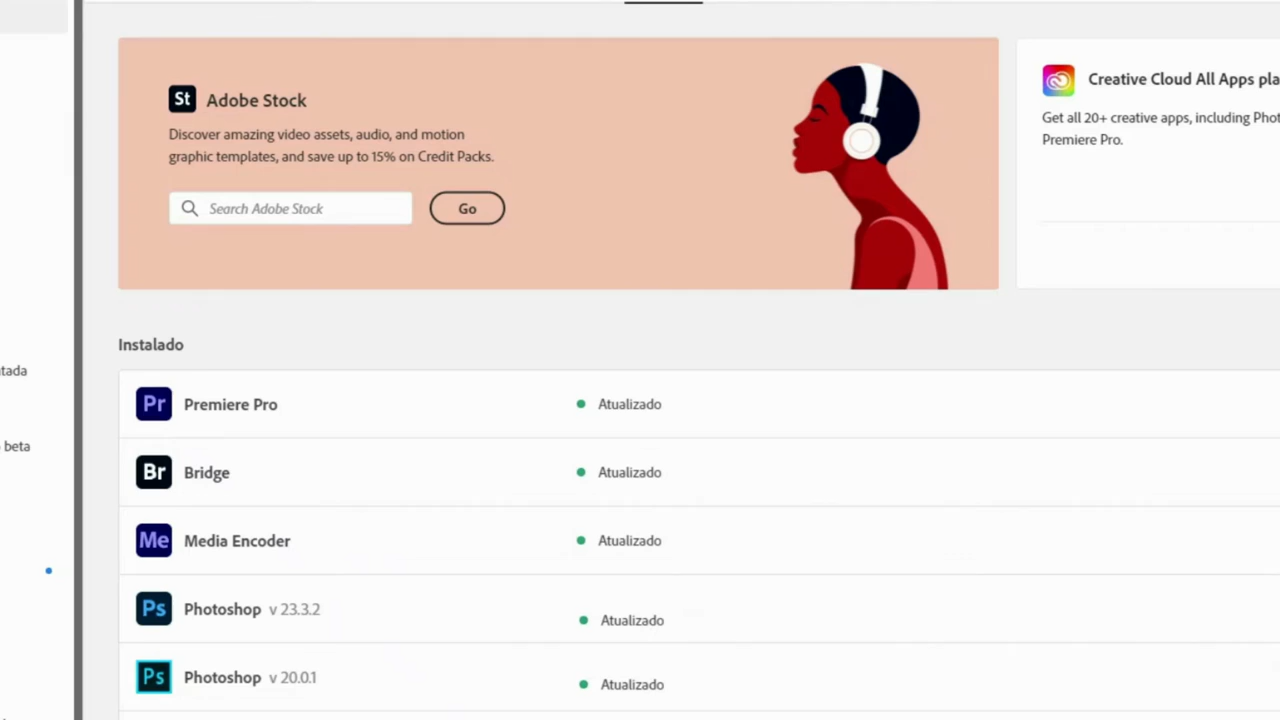 St Adobe Stock
Discover amazing video assets, audio, and motion
graphic templates, and save up to 15% on Credit Packs.
Search Adobe Stock
Go
Creative Cloud All Apps pla
Get all 20+ creative apps, including Phot
Premiere Pro.
Instalado
Pr Premiere Pro Atualizado
Br Bridge Atualizado
Me Media Encoder Atualizado
Ps Photoshop v 23.3.2 Atualizado
Ps Photoshop v 20.0.1 Atualizado
tada
beta